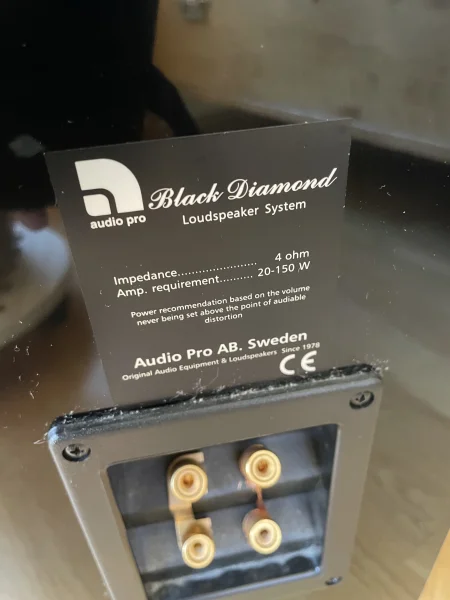 audio pro
Black Diamond
Loudspeaker System
Impedance...................... 4 ohm
Amp. requirement......... 20-150 W
Power recommendation based on the volume
never being set above the point of audiable
distortion
Audio Pro AB. Sweden
Original Audio Equipment & Loudspeakers Since 1978
CE